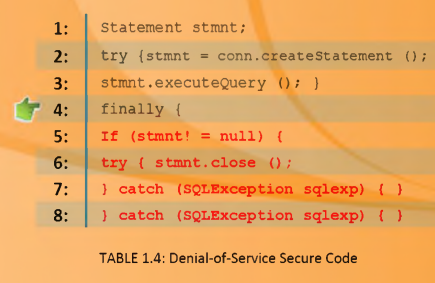 1: Statement stmnt;
2: try {stmnt = conn.createStatement ();
3: stmnt.executeQuery (); }
4: finally {
5: If (stmnt! = null) {
6: try { stmnt.close ();
7: } catch (SQLException sqlexp) { }
8: } catch (SQLException sqlexp) { }
TABLE 1.4: Denial-of-Service Secure Code